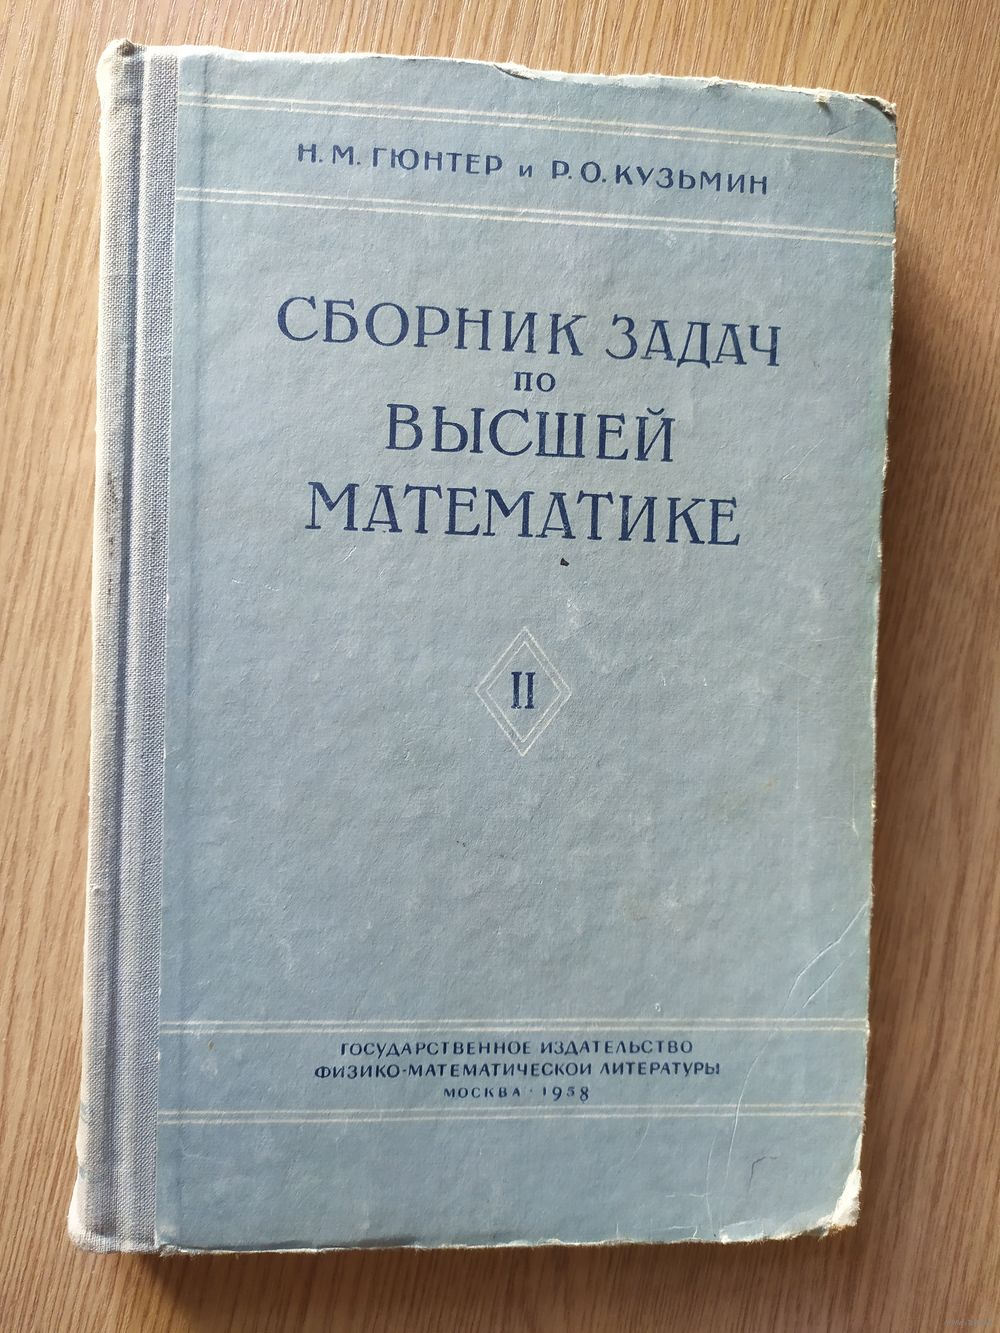 Н. М. ГЮНТЕР и Р. О. КУЗЬМИН
СБОРНИК ЗАДАЧ
ПО
ВЫСШЕЙ
МАТЕМАТИКЕ
II
ГОСУДАРСТВЕННОЕ ИЗДАТЕЛЬСТВО
ФИЗИКО-МАТЕМАТИЧЕСКОЙ ЛИТЕРАТУРЫ
МОСКВА · 1958